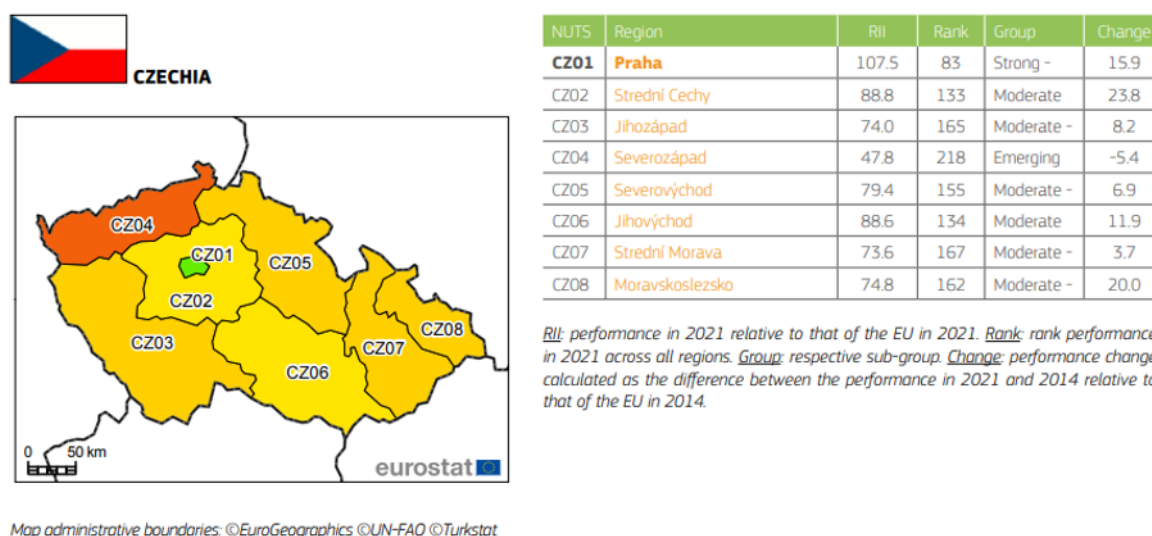 CZECHIA
CZ04
CZ01
CZ05
CZ02
CZ03
CZ08
CZ07
CZ06
0 50 km
eurostat
Map administrative boundaries: ©EuroGeographics ©UN-FAO ©Turkstat
NUTS Region RII Rank Group Change
CZ01 Praha 107.5 83 Strong - 15.9
CZ02 Strední Cechy 88.8 133 Moderate 23.8
CZ03 Jihozápad 74.0 165 Moderate - 8.2
CZ04 Severozápad 47.8 218 Emerging -5.4
CZ05 Severovýchod 79.4 155 Moderate - 6.9
CZ06 Jihovýchod 88.6 134 Moderate 11.9
CZ07 Strední Morava 73.6 167 Moderate - 3.7
CZ08 Moravskoslezsko 74.8 162 Moderate - 20.0
RII: performance in 2021 relative to that of the EU in 2021. Rank: rank performance
in 2021 across all regions. Group: respective sub-group. Change: performance change
calculated as the difference between the performance in 2021 and 2014 relative to
that of the EU in 2014.